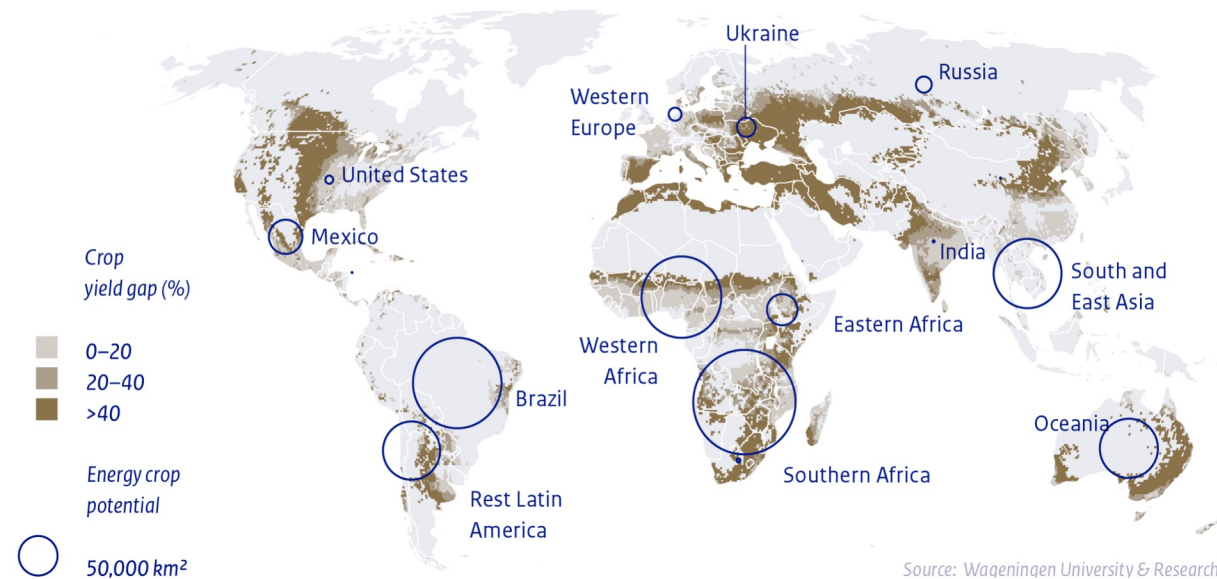 Ukraine
Russia
Western
Europe
United States
Mexico
India
South and
East Asia
Eastern Africa
Western
Africa
Brazil
Oceania
Southern Africa
Rest Latin
America
Crop
yield gap (%)
0–20
20–40
>40
Energy crop
potential
50,000 km²
Source: Wageningen University & Research